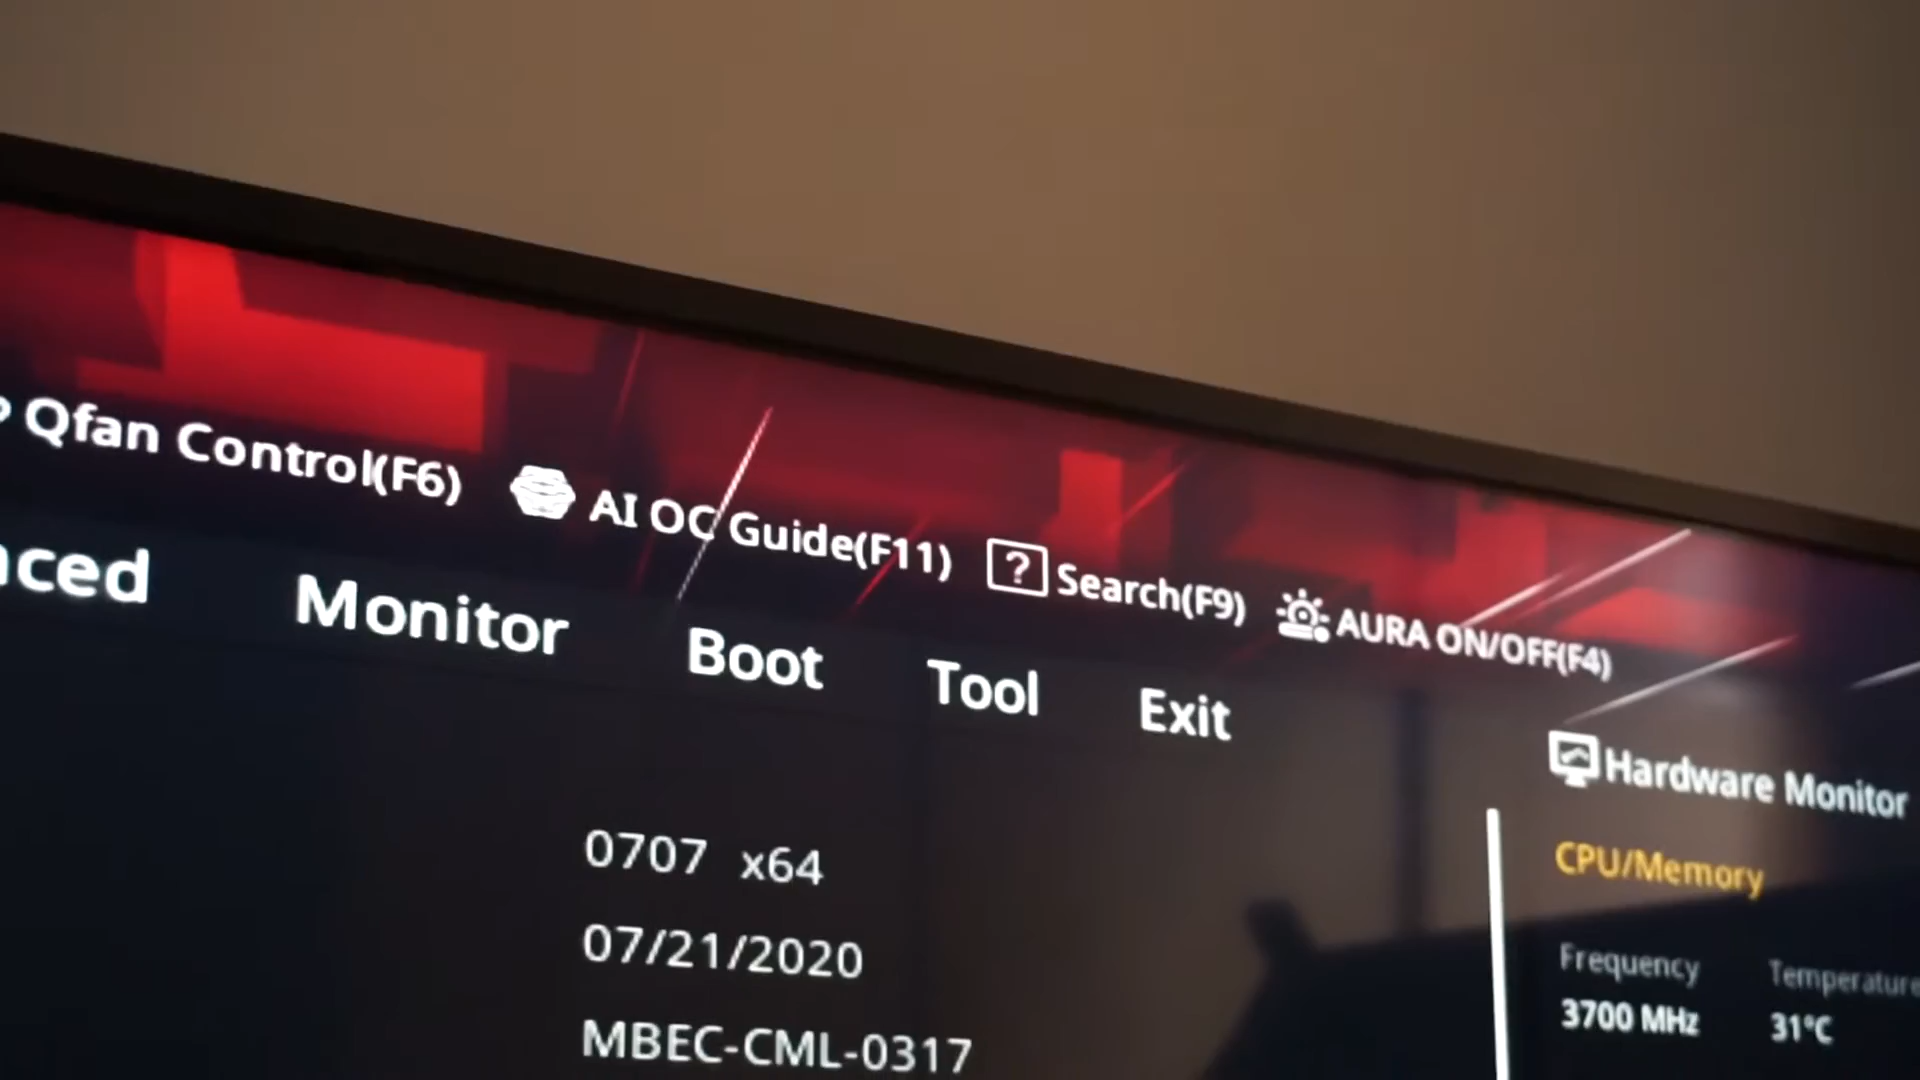 Qfan Control(F6) AI OC Guide(F11) ? Search(F9) AURA ON/OFF(F4)
nced Monitor Boot Tool Exit
Hardware Monitor
0707 x64
CPU/Memory
07/21/2020
Frequency Temperature
3700 MHz 31°C
MBEC-CML-0317